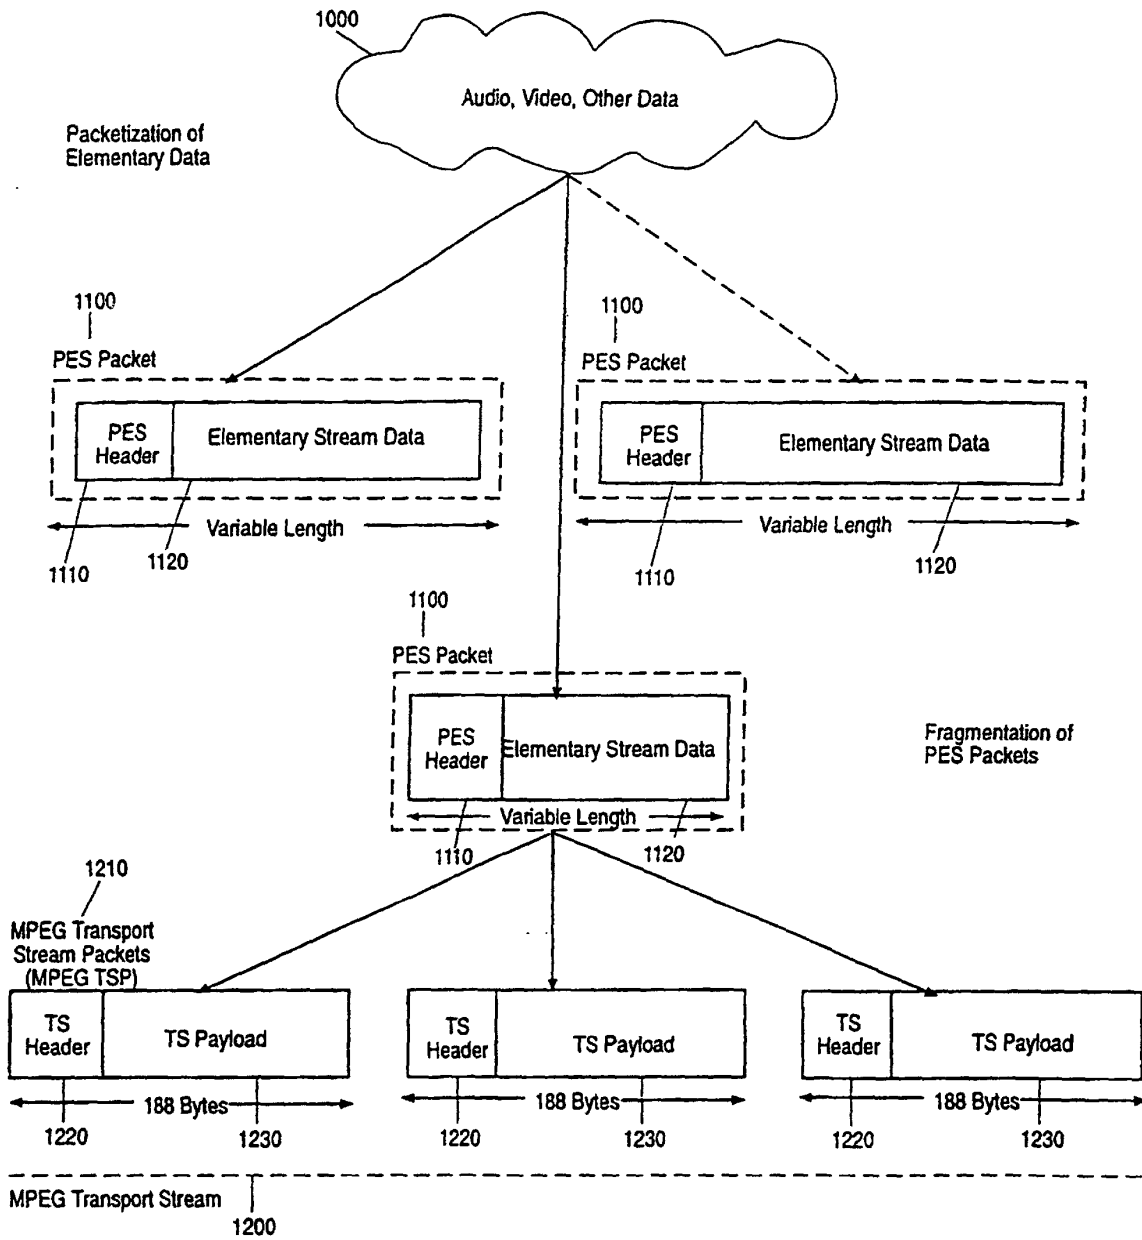 1000
Audio, Video, Other Data
Packetization of
Elementary Data
1100
PES Packet
1100
PES Packet
PES
Header
Elementary Stream Data
PES
Header
Elementary Stream Data
Variable Length
1110
1120
Variable Length
1110
1120
1100
PES Packet
PES
Header
Elementary Stream Data
Variable Length
1110
1120
Fragmentation of
PES Packets
1210
MPEG Transport
Stream Packets
(MPEG TSP)
TS
Header
TS Payload
TS
Header
TS Payload
TS
Header
TS Payload
188 Bytes
188 Bytes
188 Bytes
1220
1230
1220
1230
1220
1230
MPEG Transport Stream
1200